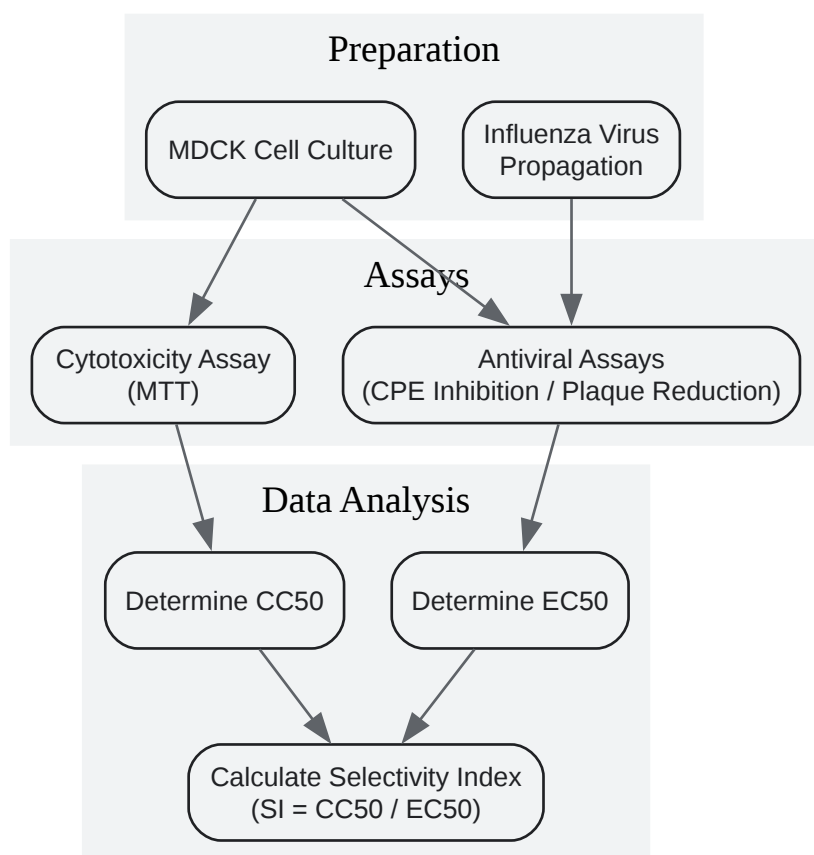 Preparation
MDCK Cell Culture
Influenza Virus
Propagation
Assays
Cytotoxicity Assay
(MTT)
Antiviral Assays
(CPE Inhibition / Plaque Reduction)
Data Analysis
Determine CC50
Determine EC50
Calculate Selectivity Index
(SI = CC50 / EC50)